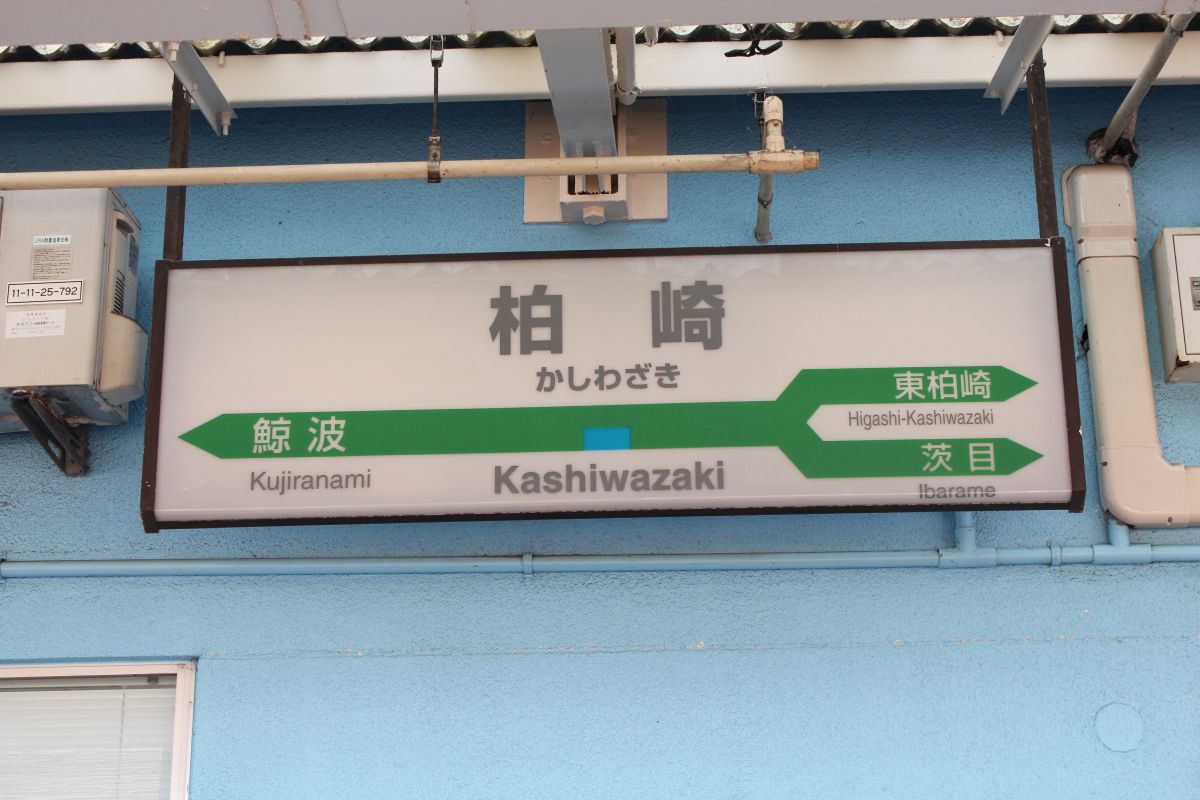 柏崎
かしわざき
東柏崎
Higashi-Kashiwazaki
鯨波
茨目
Kujiranami
Kashiwazaki
Ibarame
11-11-25-792